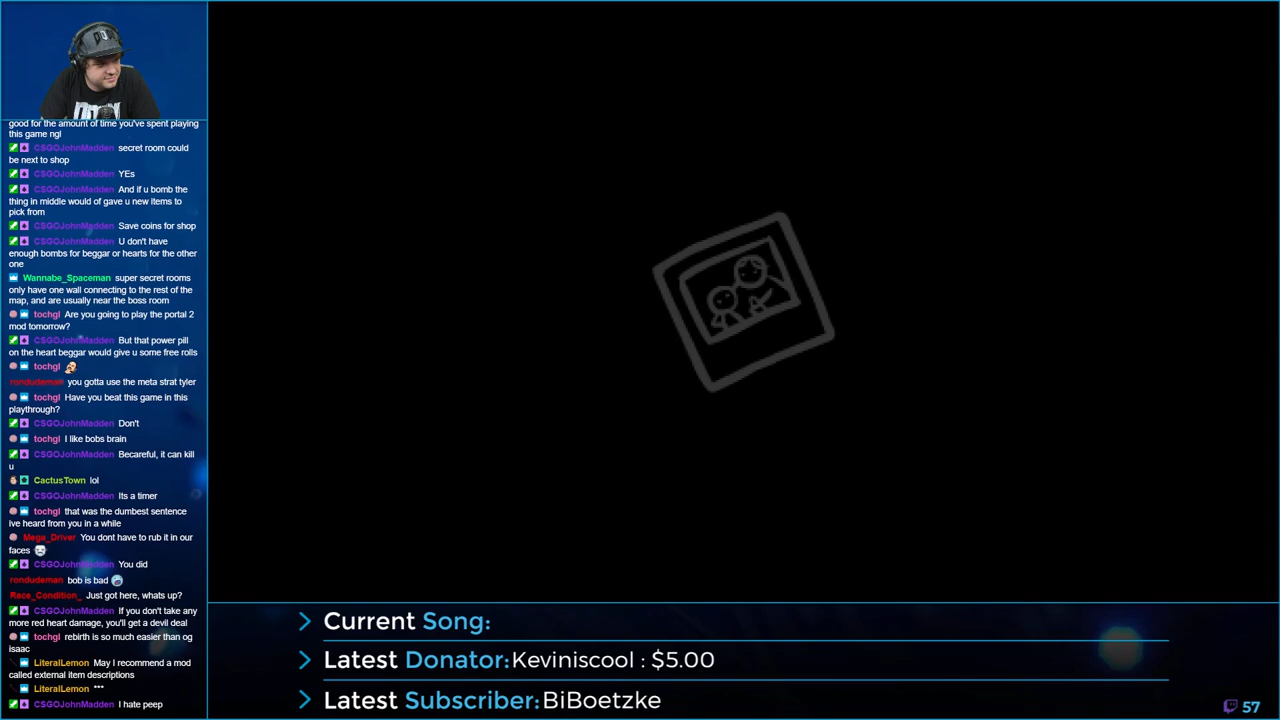 good for the amount of time you've spent playing
this game ngl
CSGOJohnMadden secret room could
be next to shop
CSGOJohnMadden YEs
CSGOJohnMadden And if u bomb the
thing in middle would of gave u new items to
pick from
CSGOJohnMadden Save coins for shop
CSGOJohnMadden U don't have
enough bombs for beggar or hearts for the other
one
Wannabe_Spaceman super secret rooms
only have one wall connecting to the rest of the
map, and are usually near the boss room
tochgl Are you going to play the portal 2
mod tomorrow?
CSGOJohnMadden But that power pill
on the heart beggar would give u some free rolls
tochgl
rondudeman you gotta use the meta strat tyler
tochgl Have you beat this game in this
playthrough?
CSGOJohnMadden Don't
tochgl I like bobs brain
CSGOJohnMadden Becareful, it can kill
u
CactusTown lol
CSGOJohnMadden Its a timer
tochgl that was the dumbest sentence
ive heard from you in a while
Mega_Driver You dont have to rub it in our
faces
CSGOJohnMadden You did
rondudeman bob is bad
Race_Condition_ Just got here, whats up?
CSGOJohnMadden If you don't take any
more red heart damage, you'll get a devil deal
tochgl rebirth is so much easier than og
isaac
LiteralLemon May I recommend a mod
called external item descriptions
LiteralLemon ***
CSGOJohnMadden I hate peep
Current Song:
Latest Donator:Keviniscool : $5.00
Latest Subscriber:BiBoetzke
57